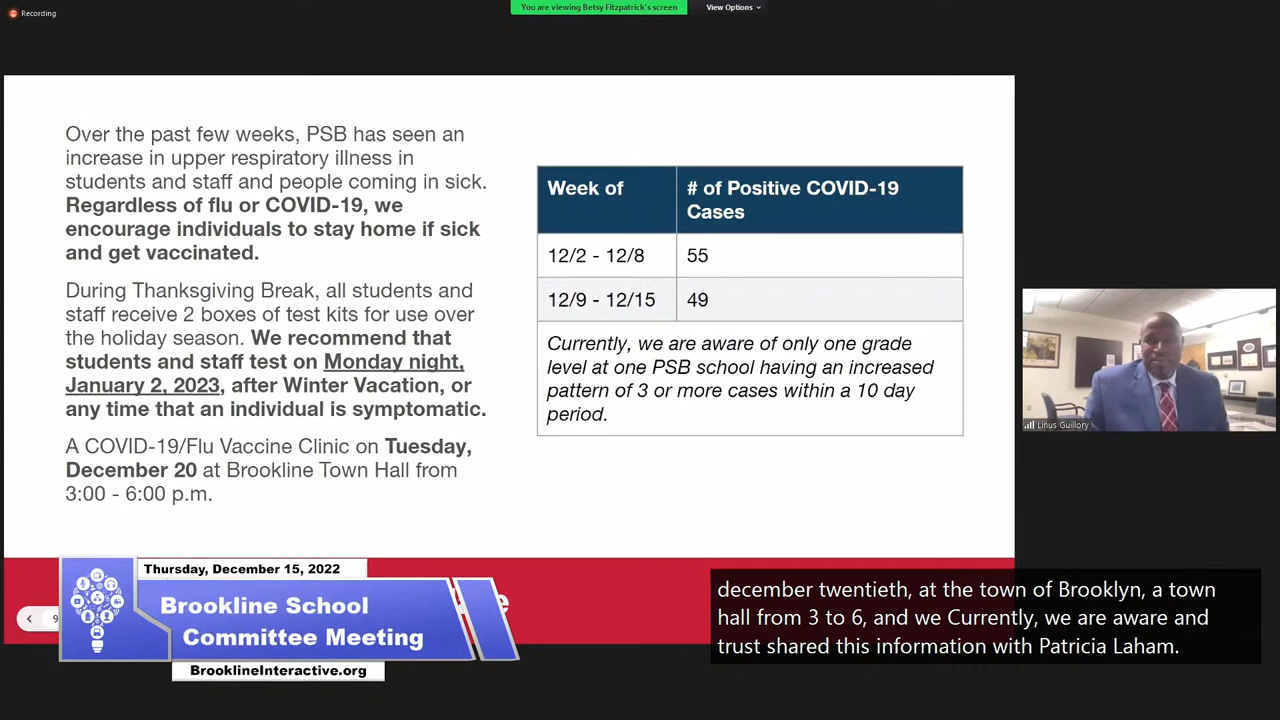 Recording
You are viewing Betsy Fitzpatrick's screen
View Options
Over the past few weeks, PSB has seen an
increase in upper respiratory illness in
students and staff and people coming in sick.
Regardless of flu or COVID-19, we
encourage individuals to stay home if sick
and get vaccinated.
During Thanksgiving Break, all students and
staff receive 2 boxes of test kits for use over
the holiday season. We recommend that
students and staff test on Monday night,
January 2, 2023, after Winter Vacation, or
any time that an individual is symptomatic.
A COVID-19/Flu Vaccine Clinic on Tuesday,
December 20 at Brookline Town Hall from
3:00 - 6:00 p.m.
Week of
# of Positive COVID-19
Cases
12/2 - 12/8
55
12/9 - 12/15
49
Currently, we are aware of only one grade
level at one PSB school having an increased
pattern of 3 or more cases within a 10 day
period.
Linus Guillory
9
Thursday, December 15, 2022
Brookline School
Committee Meeting
BrooklineInteractive.org
december twentieth, at the town of Brooklyn, a town
hall from 3 to 6, and we Currently, we are aware and
trust shared this information with Patricia Laham.